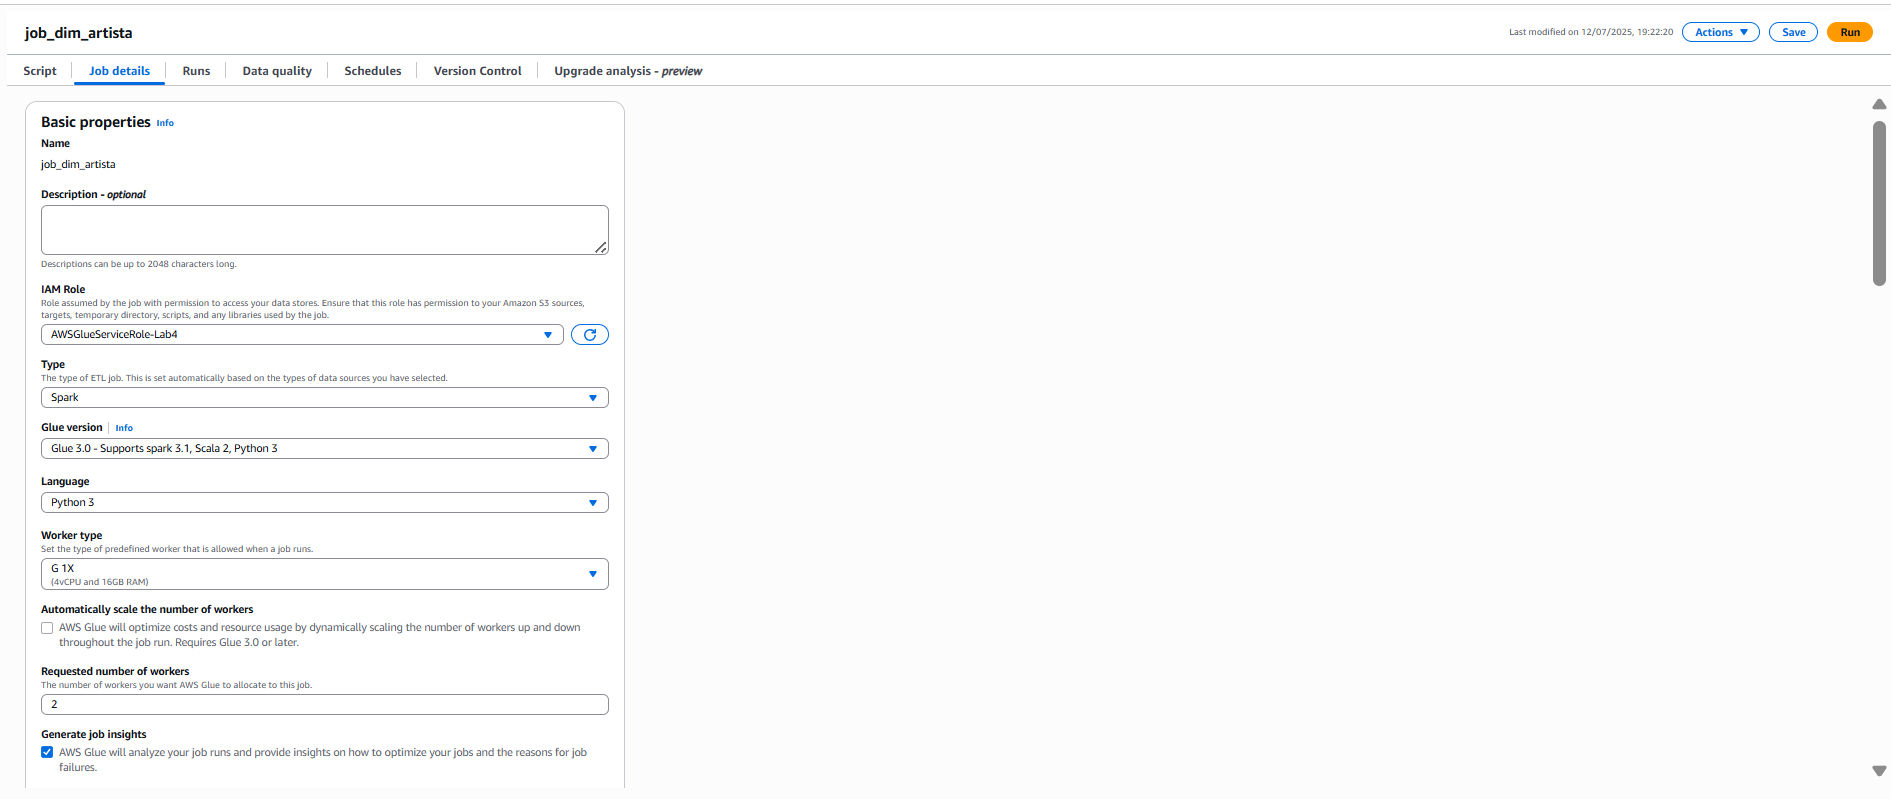 job_dim_artista
Last modified on 12/07/2025, 19:22:20
Actions
Save
Run
Script
Job details
Runs
Data quality
Schedules
Version Control
Upgrade analysis - preview
Basic properties Info
Name
job_dim_artista
Description - optional
Descriptions can be up to 2048 characters long.
IAM Role
Role assumed by the job with permission to access your data stores. Ensure that this role has permission to your Amazon S3 sources,
targets, temporary directory, scripts, and any libraries used by the job.
AWSGlueServiceRole-Lab4
Type
The type of ETL job. This is set automatically based on the types of data sources you have selected.
Spark
Glue version Info
Glue 3.0 - Supports spark 3.1, Scala 2, Python 3
Language
Python 3
Worker type
Set the type of predefined worker that is allowed when a job runs.
G 1X
(4vCPU and 16GB RAM)
Automatically scale the number of workers
AWS Glue will optimize costs and resource usage by dynamically scaling the number of workers up and down
throughout the job run. Requires Glue 3.0 or later.
Requested number of workers
The number of workers you want AWS Glue to allocate to this job.
2
Generate job insights
AWS Glue will analyze your job runs and provide insights on how to optimize your jobs and the reasons for job
failures.